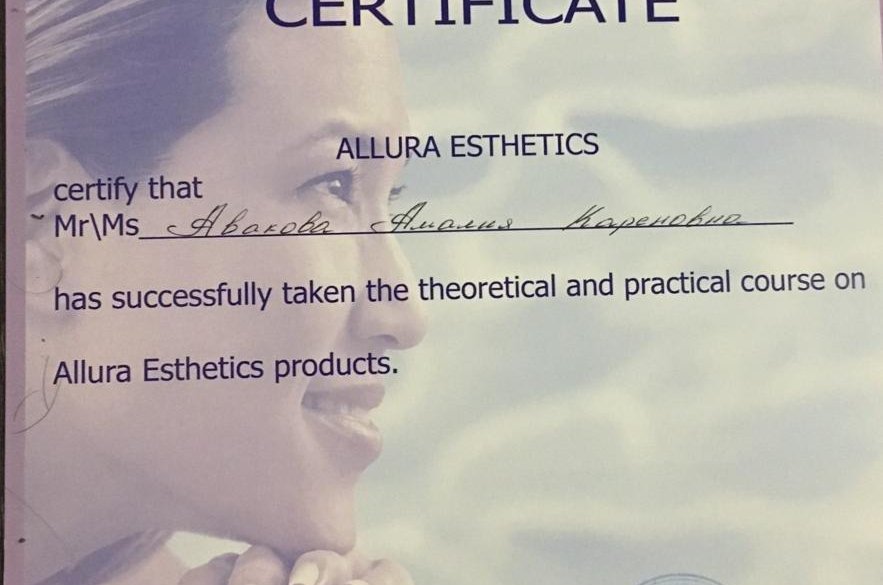 CERTIFICATE
ALLURA ESTHETICS
certify that
Mr\Ms Авакова Амалия Кареновна
has successfully taken the theoretical and practical course on
Allura Esthetics products.